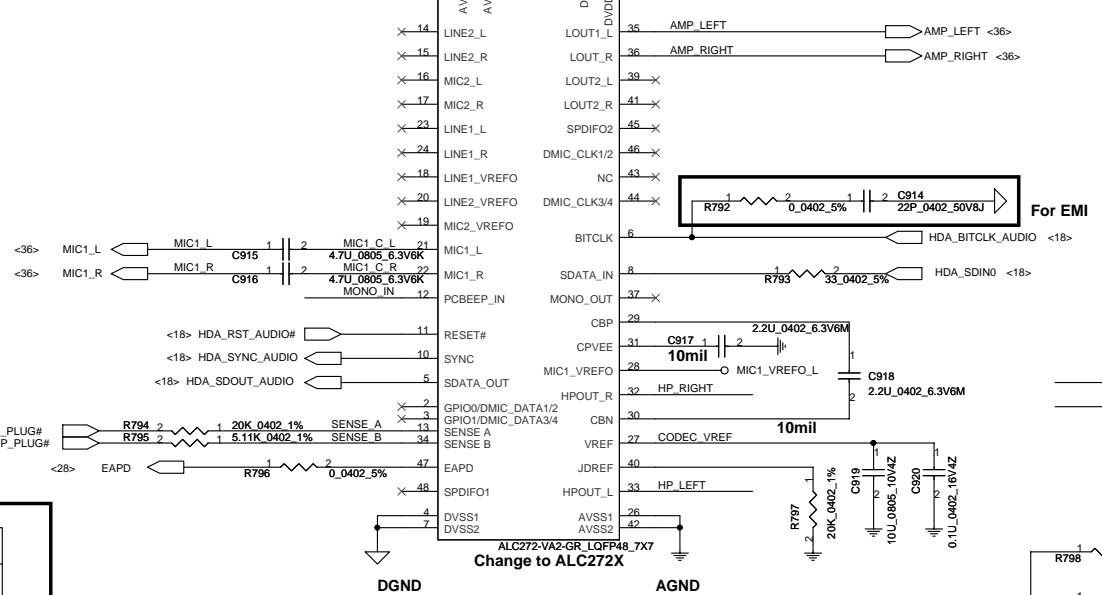 AV
AV
D
DVDD
14 LINE2_L
15 LINE2_R
16 MIC2_L
17 MIC2_R
23 LINE1_L
24 LINE1_R
18 LINE1_VREFO
20 LINE2_VREFO
19 MIC2_VREFO
<36> MIC1_L MIC1_L 1 2 MIC1_C_L 21 MIC1_L
C915 4.7U_0805_6.3V6K
<36> MIC1_R MIC1_R 1 2 MIC1_C_R 22 MIC1_R
C916 4.7U_0805_6.3V6K
MONO_IN 12 PCBEEP_IN
<18> HDA_RST_AUDIO# 11 RESET#
<18> HDA_SYNC_AUDIO 10 SYNC
<18> HDA_SDOUT_AUDIO 5 SDATA_OUT
2 GPIO0/DMIC_DATA1/2
3 GPIO1/DMIC_DATA3/4
_PLUG# R794 2 1 20K_0402_1% SENSE_A 13 SENSE A
P_PLUG# R795 2 1 5.11K_0402_1% SENSE_B 34 SENSE B
<28> EAPD 1 2 47 EAPD
R796 0_0402_5%
48 SPDIFO1
4 DVSS1
7 DVSS2
DGND
LOUT1_L 35 AMP_LEFT AMP_LEFT <36>
LOUT_R 36 AMP_RIGHT AMP_RIGHT <36>
LOUT2_L 39
LOUT2_R 41
SPDIFO2 45
DMIC_CLK1/2 46
NC 43
DMIC_CLK3/4 44
1 2 1 2 C914
R792 0_0402_5% 22P_0402_50V8J
For EMI
BITCLK 6 HDA_BITCLK_AUDIO <18>
SDATA_IN 8 1 2 HDA_SDIN0 <18>
R793 33_0402_5%
MONO_OUT 37
CBP 29
2.2U_0402_6.3V6M
CPVEE 31 C917 1 2
10mil
MIC1_VREFO 28 MIC1_VREFO_L
1 C918
2 2.2U_0402_6.3V6M
HPOUT_R 32 HP_RIGHT
CBN 30
10mil
VREF 27 CODEC_VREF
JDREF 40
HPOUT_L 33 HP_LEFT
1 R797 2 20K_0402_1%
1 C919 2 10U_0805_10V4Z
1 C920 2 0.1U_0402_16V4Z
AVSS1 26
AVSS2 42
ALC272-VA2-GR_LQFP48_7X7
Change to ALC272X
AGND
1
R798